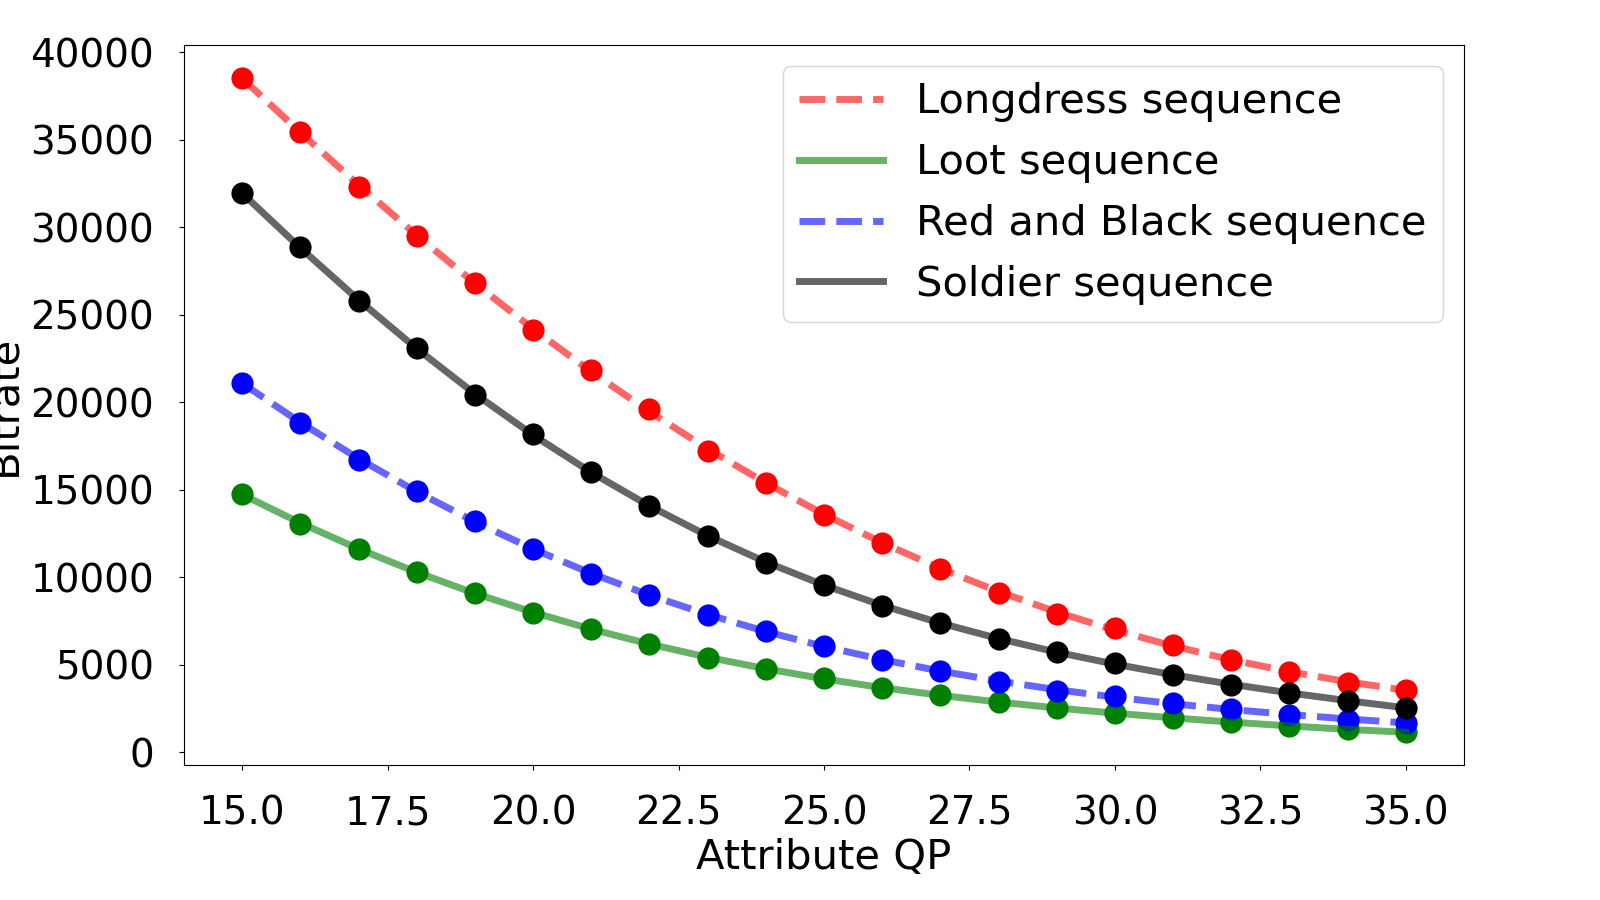 40000
35000
30000
25000
20000
15000
10000
5000
0
Bitrate
15.0 17.5 20.0 22.5 25.0 27.5 30.0 32.5 35.0
Attribute QP
Longdress sequence
Loot sequence
Red and Black sequence
Soldier sequence